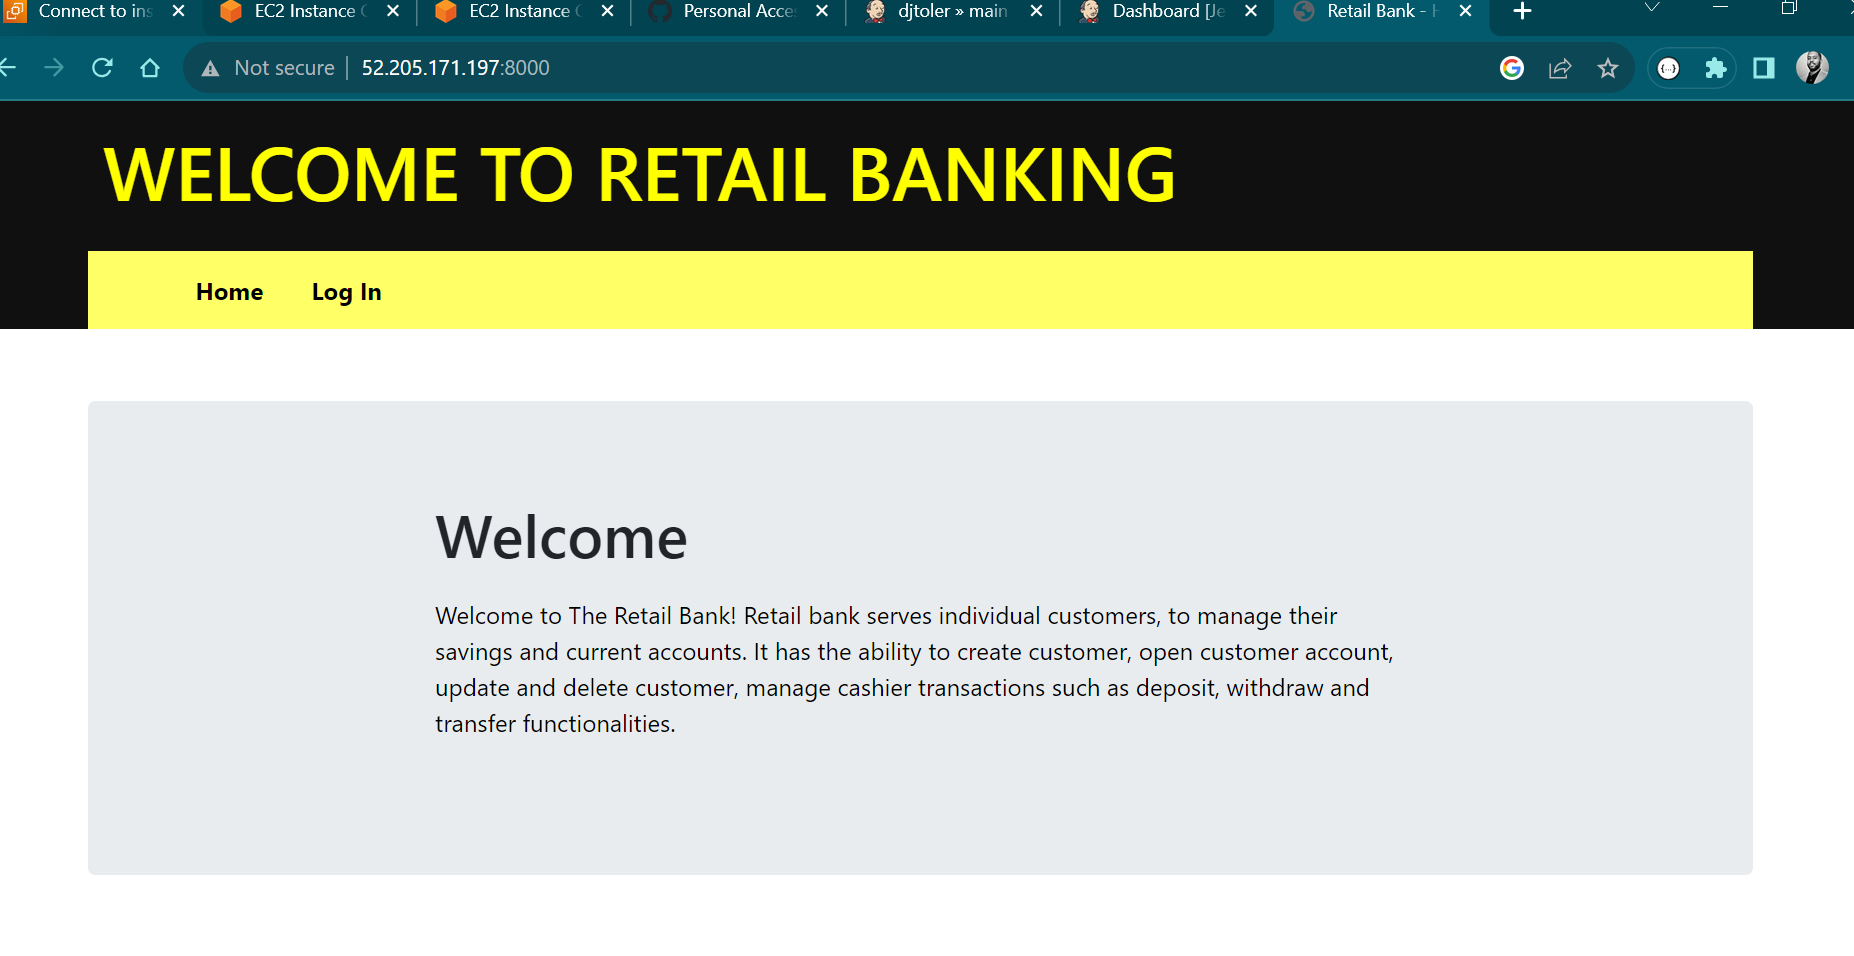 Connect to ins
EC2 Instance C
EC2 Instance C
Personal Acces
djtoler » main
Dashboard [Je
Retail Bank - H
Not secure
52.205.171.197:8000
WELCOME TO RETAIL BANKING
Home Log In
Welcome
Welcome to The Retail Bank! Retail bank serves individual customers, to manage their
savings and current accounts. It has the ability to create customer, open customer account,
update and delete customer, manage cashier transactions such as deposit, withdraw and
transfer functionalities.